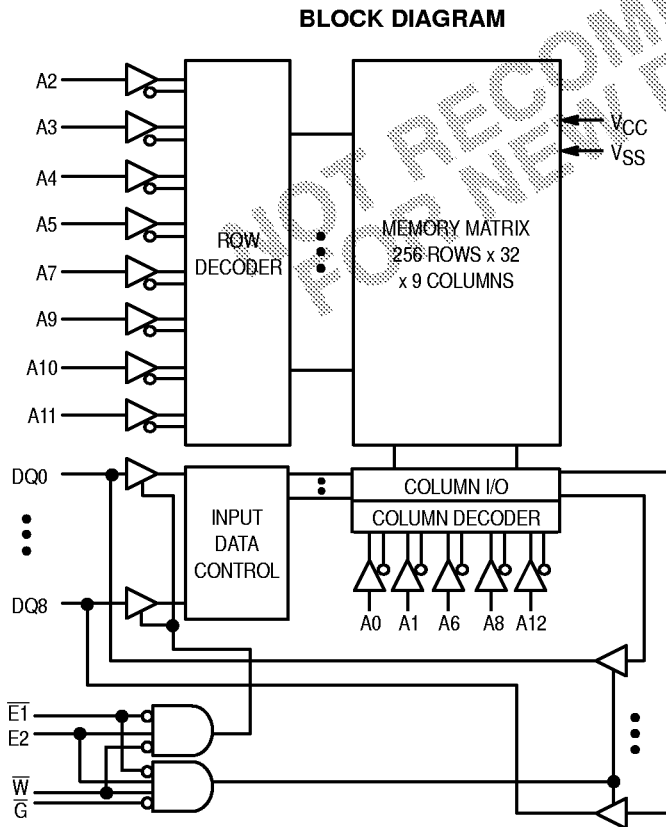 BLOCK DIAGRAM
A2
A3
A4
A5
A7
A9
A10
A11
ROW
DECODER
MEMORY MATRIX
256 ROWS x 32
x 9 COLUMNS
VCC
VSS
NOT RECOM
FOR NEW D
DQ0
DQ8
INPUT
DATA
CONTROL
COLUMN I/O
COLUMN DECODER
A0 A1 A6 A8 A12
E1
E2
W
G